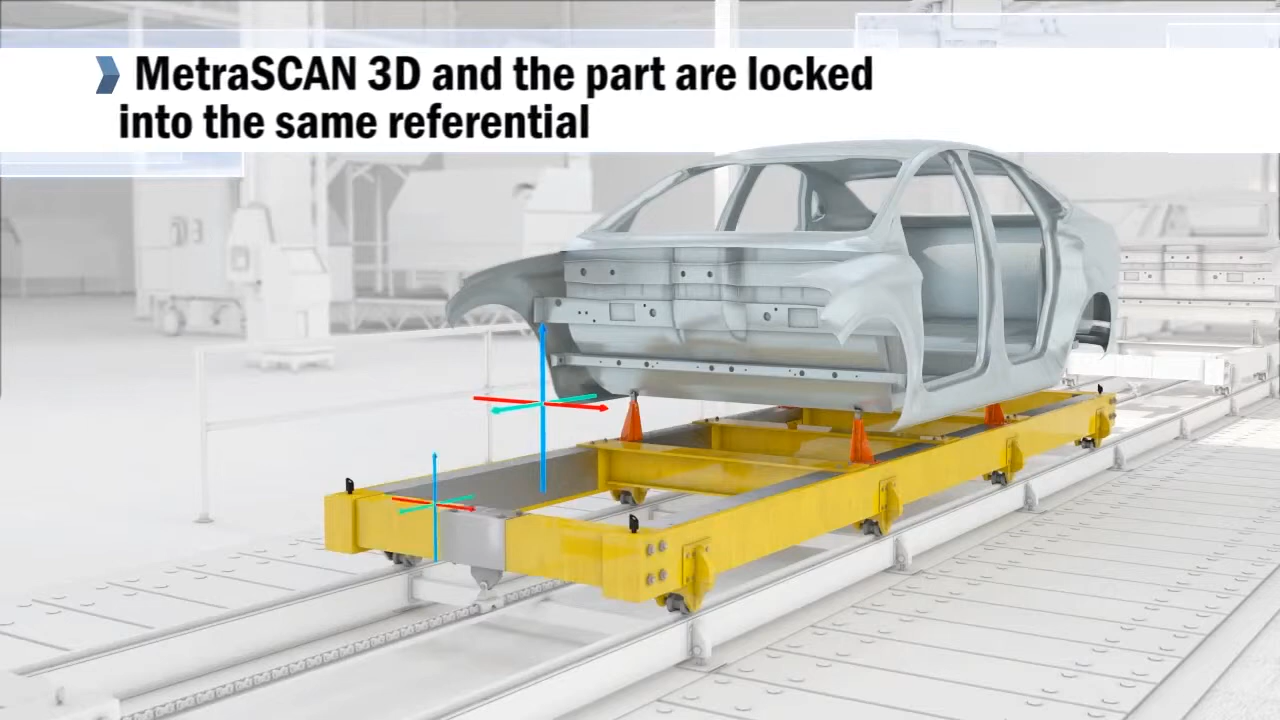 MetraSCAN 3D and the part are locked
into the same referential